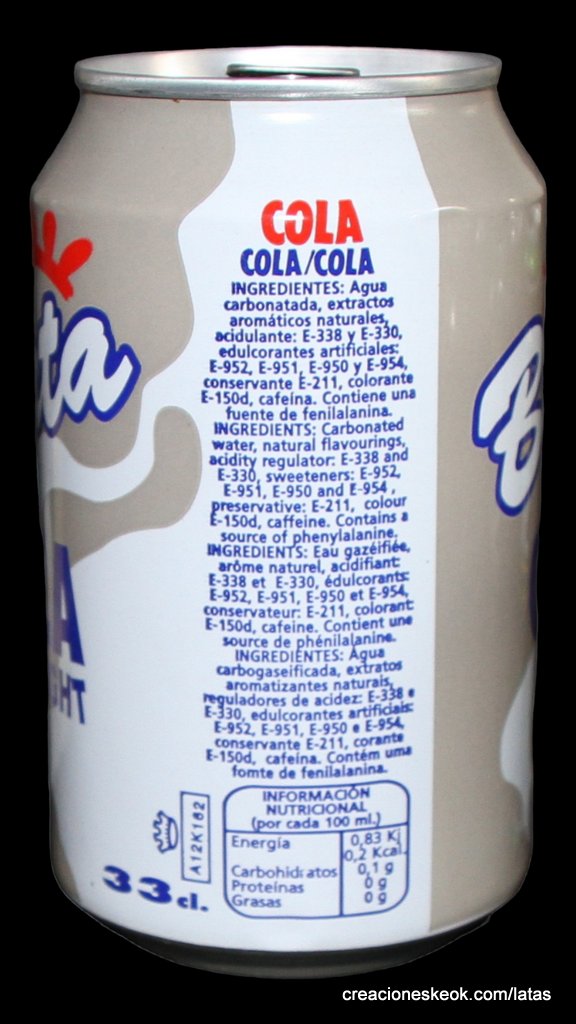 COLA
COLA/COLA
INGREDIENTES: Agua
carbonatada, extractos
aromáticos naturales,
acidulante: E-338 y E-330,
edulcorantes artificiales:
E-952, E-951, E-950 y E-954,
conservante E-211, colorante
E-150d, cafeína. Contiene una
fuente de fenilalanina.
INGREDIENTS: Carbonated
water, natural flavourings,
acidity regulator: E-338 and
E-330, sweeteners: E-952,
E-951, E-950 and E-954 ,
preservative: E-211, colour
E-150d, caffeine. Contains a
source of phenylalanine.
INGREDIENTS: Eau gazéifiée,
arôme naturel, acidifiant:
E-338 et E-330, édulcorants:
E-952, E-951, E-950 et E-954,
conservateur: E-211, colorant:
E-150d, cafeine. Contient une
source de phénilalanine.
INGREDIENTES: Água
carbogaseificada, extratos
aromatizantes naturais,
reguladores de acidez: E-338 e
E-330, edulcorantes artificiais:
E-952, E-951, E-950 e E-954,
conservante E-211, corante
E-150d, cafeína. Contém uma
fomte de fenilalanina.
INFORMACIÓN
NUTRICIONAL
(por cada 100 ml.)
Energía 0,83 Kj
0,2 Kcal.
Carbohidratos 0,1 g
Proteínas 0 g
Grasas 0 g
A12K182
33 cl.
ta
A
GHT
B
creacioneskeok.com/latas